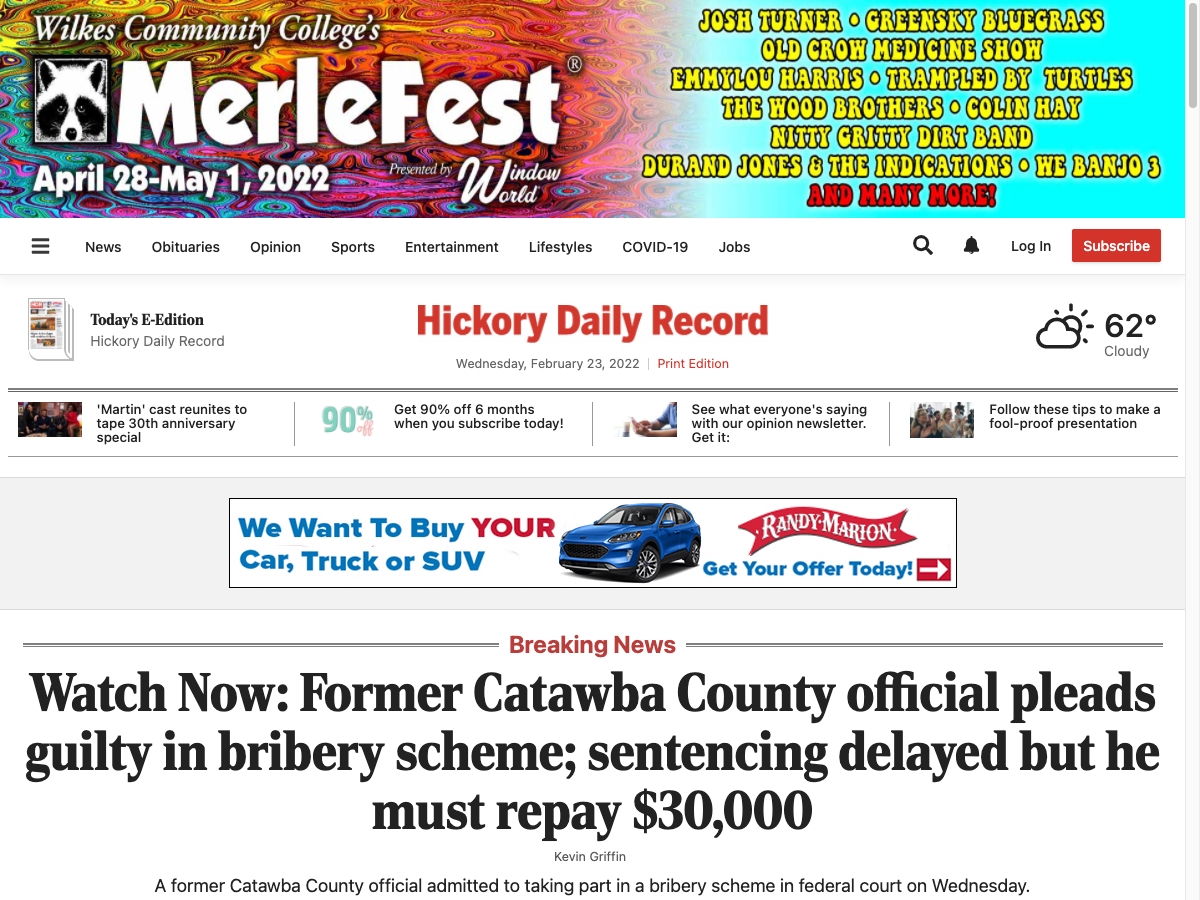 Wilkes Community College's
MerleFest®
April 28-May 1, 2022
Presented by Window World
JOSH TURNER • GREENSKY BLUEGRASS
OLD CROW MEDICINE SHOW
EMMYLOU HARRIS • TRAMPLED BY TURTLES
THE WOOD BROTHERS • COLIN HAY
NITTY GRITTY DIRT BAND
DURAND JONES & THE INDICATIONS • WE BANJO 3
AND MANY MORE!
News Obituaries Opinion Sports Entertainment Lifestyles COVID-19 Jobs
Log In Subscribe
Today's E-Edition
Hickory Daily Record
Hickory Daily Record
Wednesday, February 23, 2022 | Print Edition
62°
Cloudy
'Martin' cast reunites to
tape 30th anniversary
special
90% off
Get 90% off 6 months
when you subscribe today!
See what everyone's saying
with our opinion newsletter.
Get it:
Follow these tips to make a
fool-proof presentation
We Want To Buy YOUR
Car, Truck or SUV
RANDY MARION
Get Your Offer Today!
Breaking News
Watch Now: Former Catawba County official pleads
guilty in bribery scheme; sentencing delayed but he
must repay $30,000
Kevin Griffin
A former Catawba County official admitted to taking part in a bribery scheme in federal court on Wednesday.